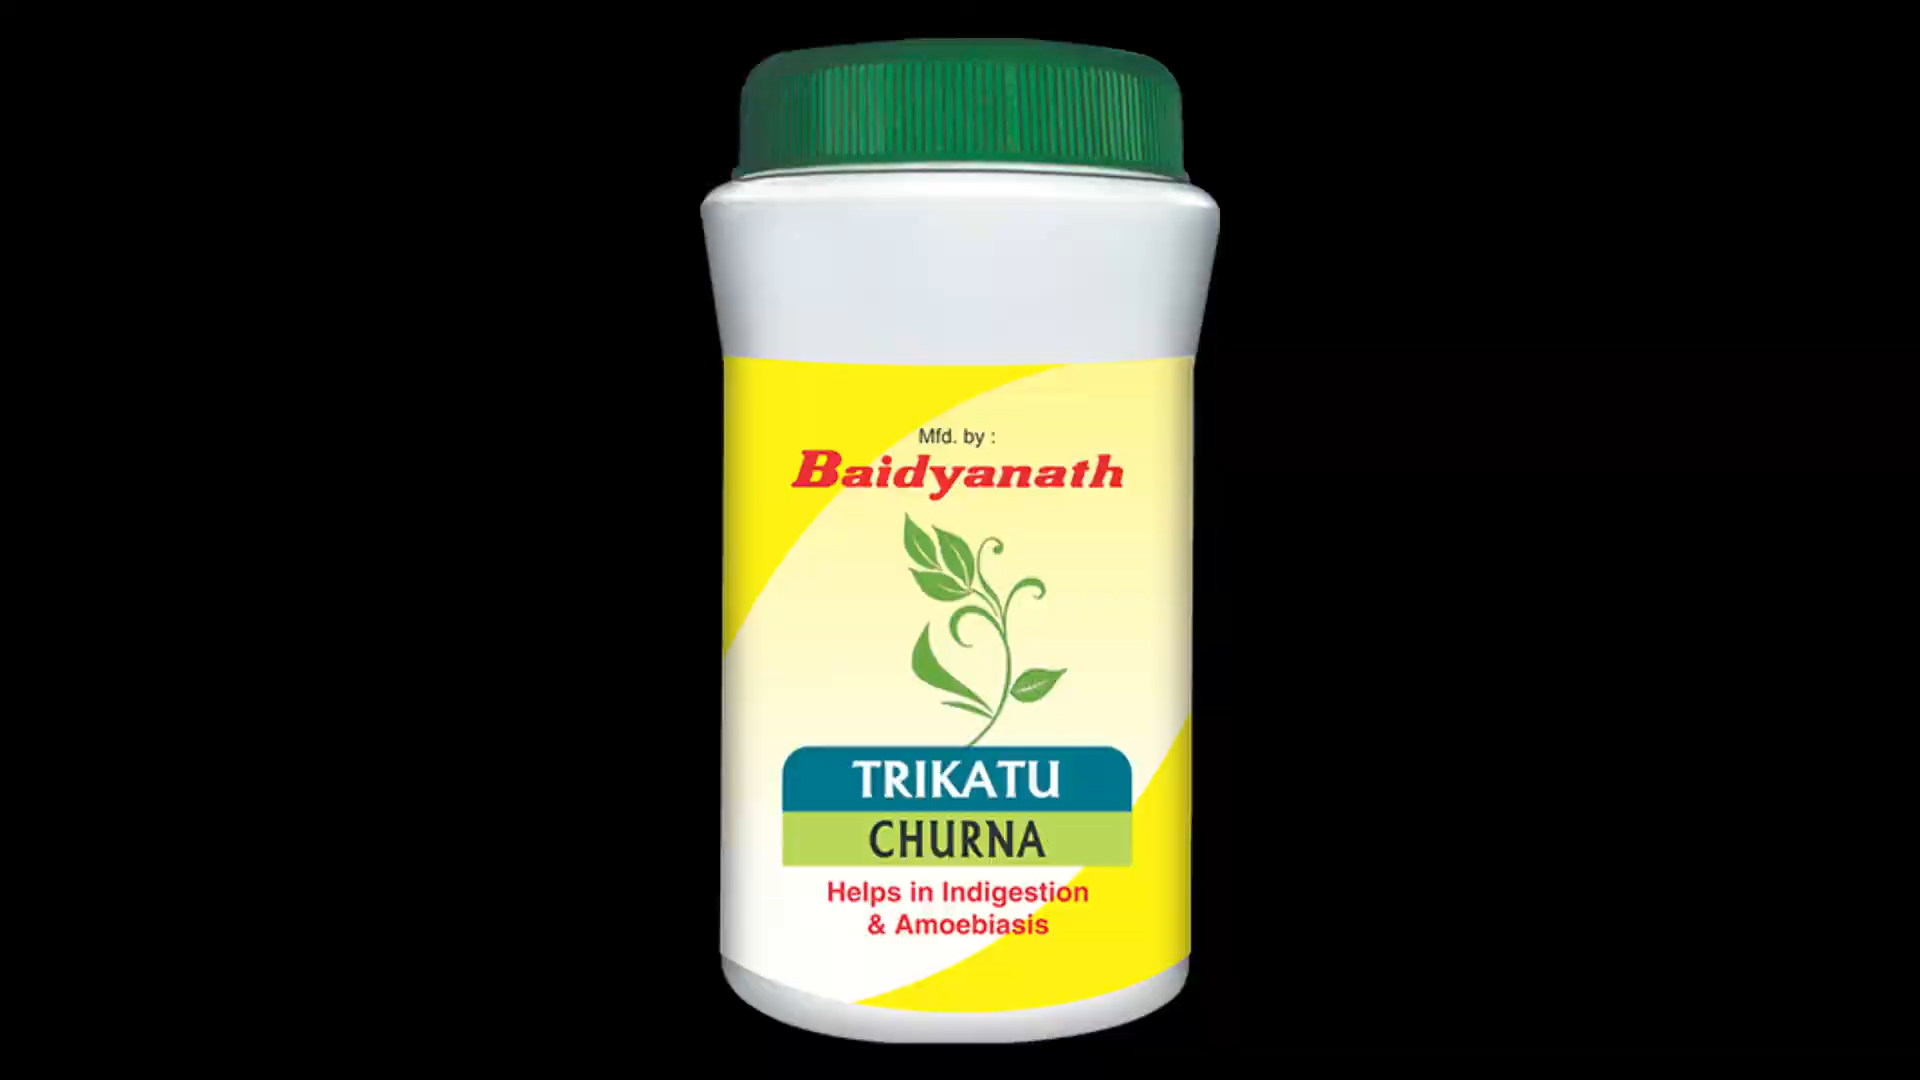 Mfd. by :
Baidyanath
TRIKATU
CHURNA
Helps in Indigestion
& Amoebiasis